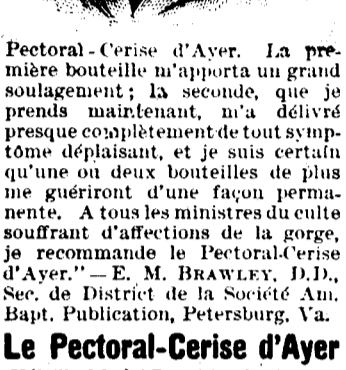 Pectoral-Cerise d'Ayer. La pre-
mière bouteille m'apporta un grand
soulagement; la seconde, que je
prends maintenant, m'a délivré
presque complètement de tout symp-
tôme déplaisant, et je suis certain
qu'une ou deux bouteilles de plus
me guériront d'une façon perma-
nente. A tous les ministres du culte
souffrant d'affections de la gorge,
je recommande le Pectoral-Cerise
d'Ayer."—E. M. BRAWLEY, D.D.,
Sec. de District de la Société Am.
Bapt. Publication, Petersburg, Va.
Le Pectoral-Cerise d'Ayer